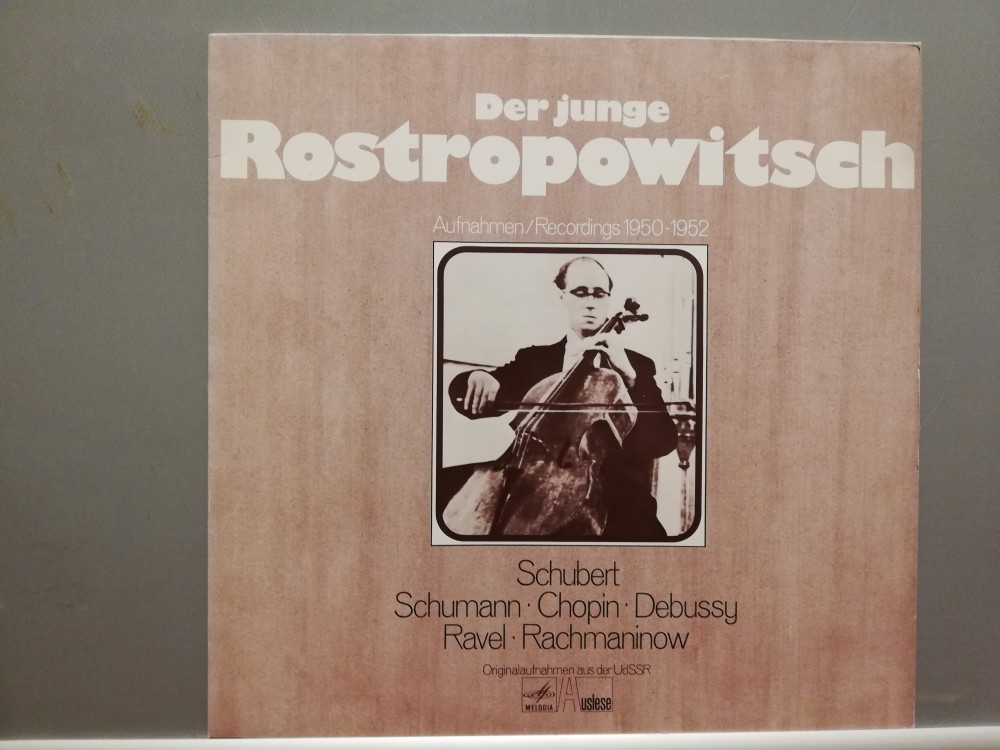 Der junge
Rostropowitsch
Aufnahmen/Recordings 1950-1952
Schubert
Schumann · Chopin · Debussy
Ravel · Rachmaninow
Originalaufnahmen aus der UdSSR
MELODIA Auslese